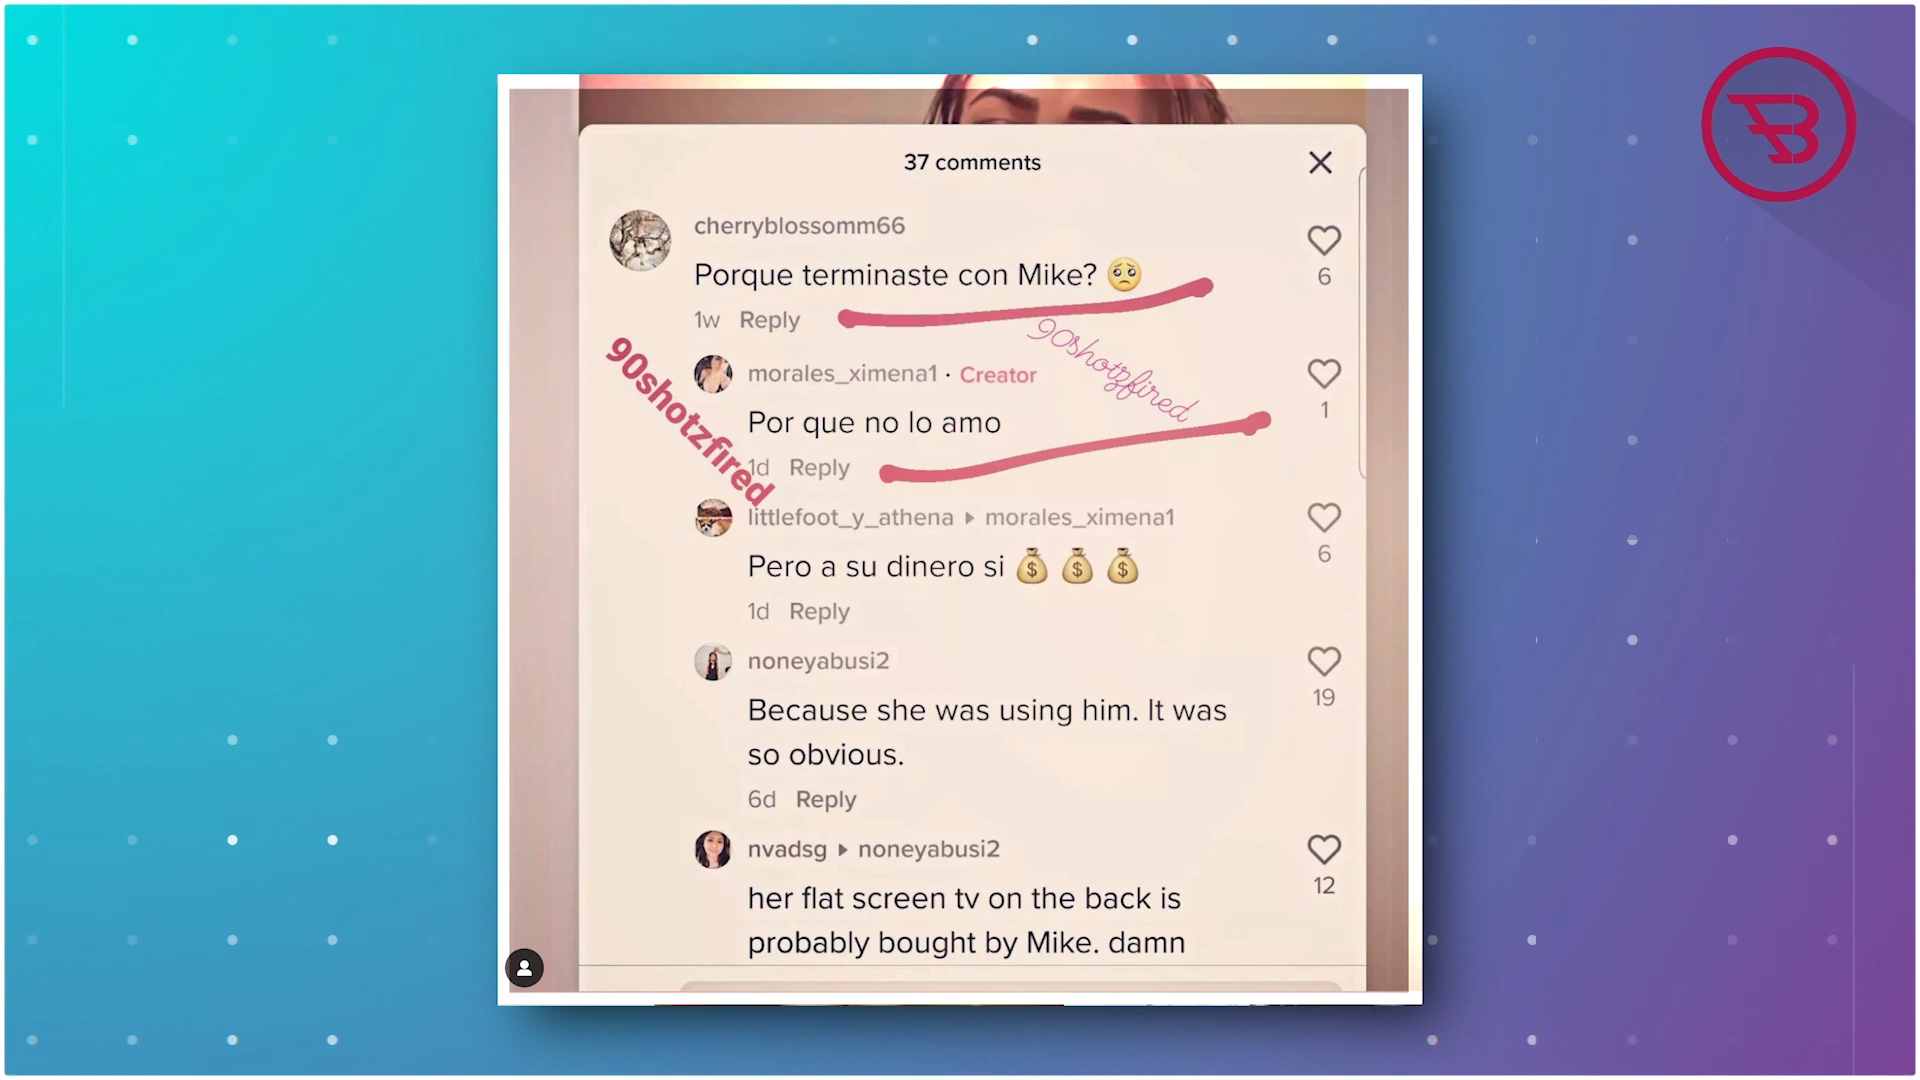 37 comments
cherryblossomm66
Porque terminaste con Mike? 🥺
6
1w Reply
90shotzfired
90shotzfired
morales_ximena1 · Creator
Por que no lo amo
1
1d Reply
littlefoot_y_athena ▸ morales_ximena1
Pero a su dinero si 💰 💰 💰
6
1d Reply
noneyabusi2
Because she was using him. It was
so obvious.
19
6d Reply
nvadsg ▸ noneyabusi2
her flat screen tv on the back is
probably bought by Mike. damn
12